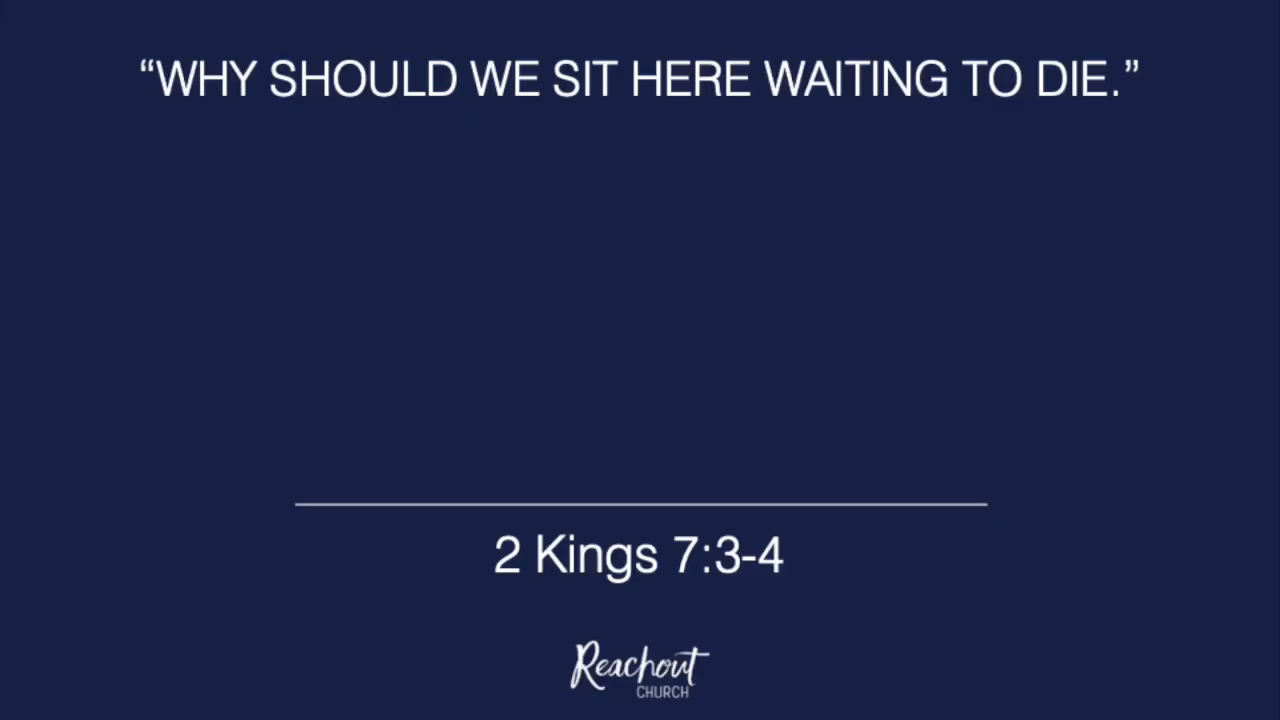 “WHY SHOULD WE SIT HERE WAITING TO DIE.”
2 Kings 7:3-4
Reachout
CHURCH